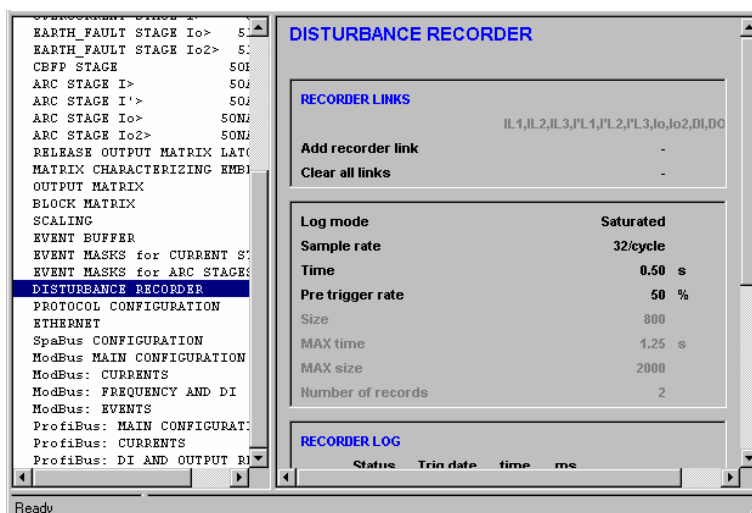 EARTH_FAULT STAGE Io>
EARTH_FAULT STAGE Io2>
CBFP STAGE
ARC STAGE I>
ARC STAGE I'>
ARC STAGE Io> 50N
ARC STAGE Io2> 50N
RELEASE OUTPUT MATRIX
MATRIX CHARACTERIZING
OUTPUT MATRIX
BLOCK MATRIX
SCALING
EVENT BUFFER
EVENT MASKS for CURRENT
EVENT MASKS for ARC STAGES
DISTURBANCE RECORDER
PROTOCOL CONFIGURATION
ETHERNET
SpaBus CONFIGURATION
ModBus MAIN CONFIGURATION
ModBus: CURRENTS
ModBus: FREQUENCY AND DI
ModBus: EVENTS
ProfiBus: MAIN
ProfiBus: CURRENTS
ProfiBus: DI AND OUTPUT
DISTURBANCE RECORDER
RECORDER LINKS
IL1,IL2,IL3,I'L1,I'L2,I'L3,Io,Io2,DI,DO
Add recorder link -
Clear all links -
Log mode Saturated
Sample rate 32/cycle
Time 0.50 s
Pre trigger rate 50 %
Size 800
MAX time 1.25 s
MAX size 2000
Number of records 2
RECORDER LOG
Status Trig date time ms
Ready